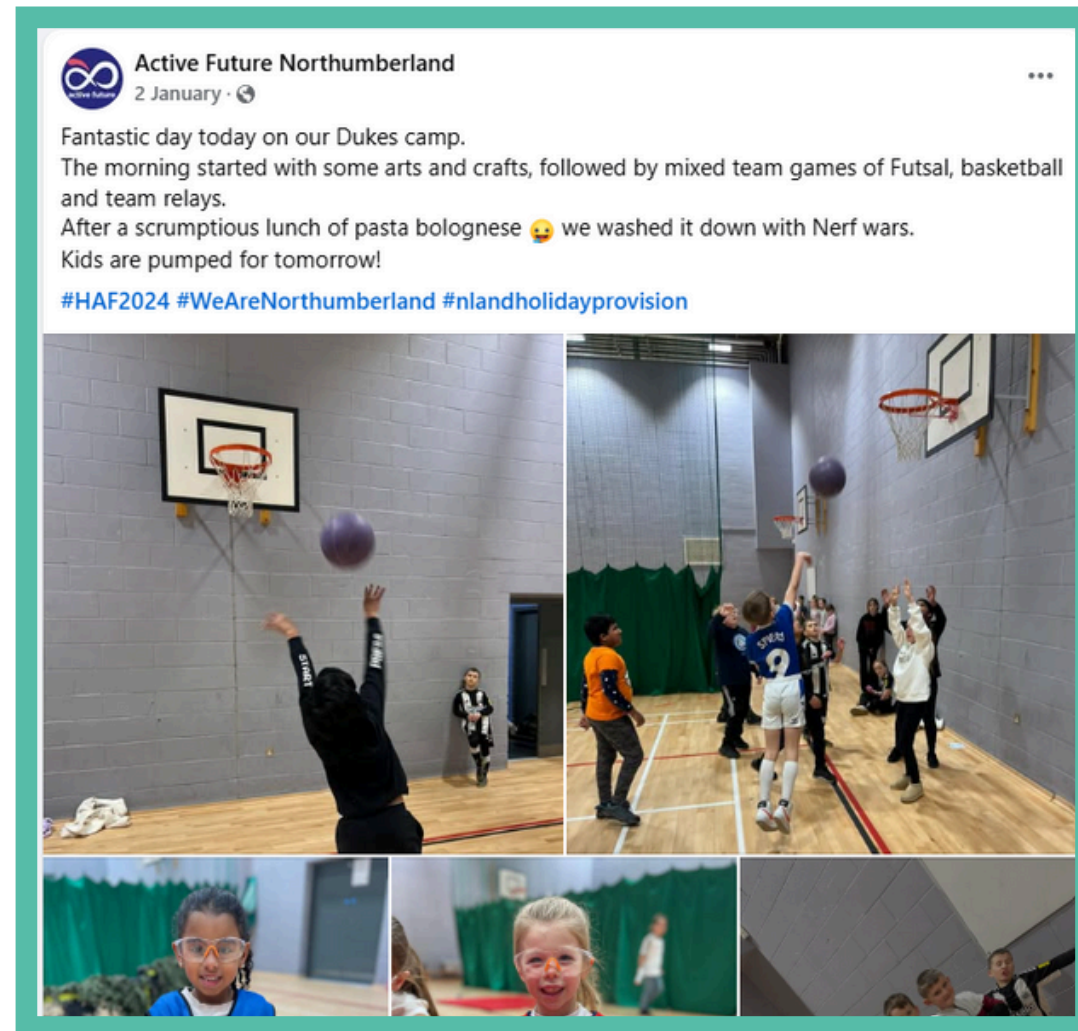 Active Future Northumberland
active future
2 January ·
Fantastic day today on our Dukes camp.
The morning started with some arts and crafts, followed by mixed team games of Futsal, basketball
and team relays.
After a scrumptious lunch of pasta bolognese 😜 we washed it down with Nerf wars.
Kids are pumped for tomorrow!
#HAF2024 #WeAreNorthumberland #nlandholidayprovision
START
9